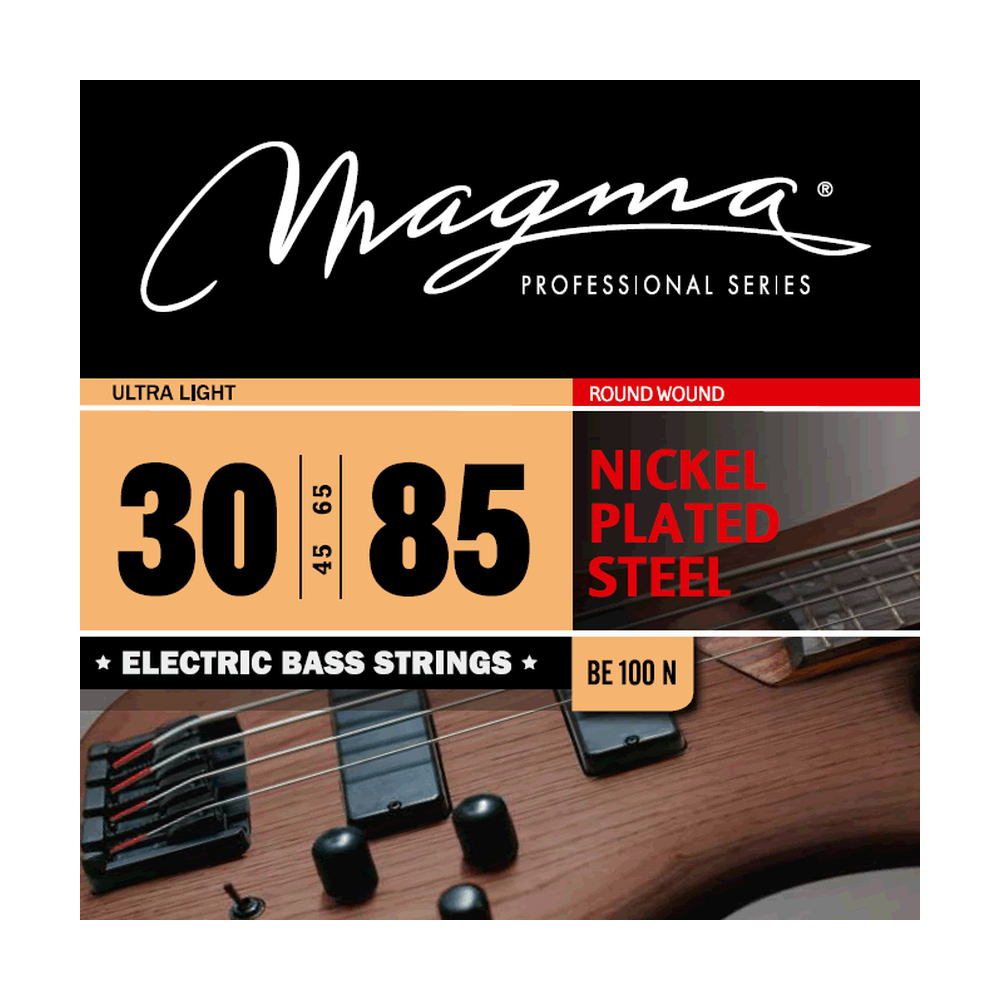 Magma®
PROFESSIONAL SERIES
ULTRA LIGHT
ROUND WOUND
30
45 65
85
NICKEL
PLATED
STEEL
★ ELECTRIC BASS STRINGS ★
BE 100 N